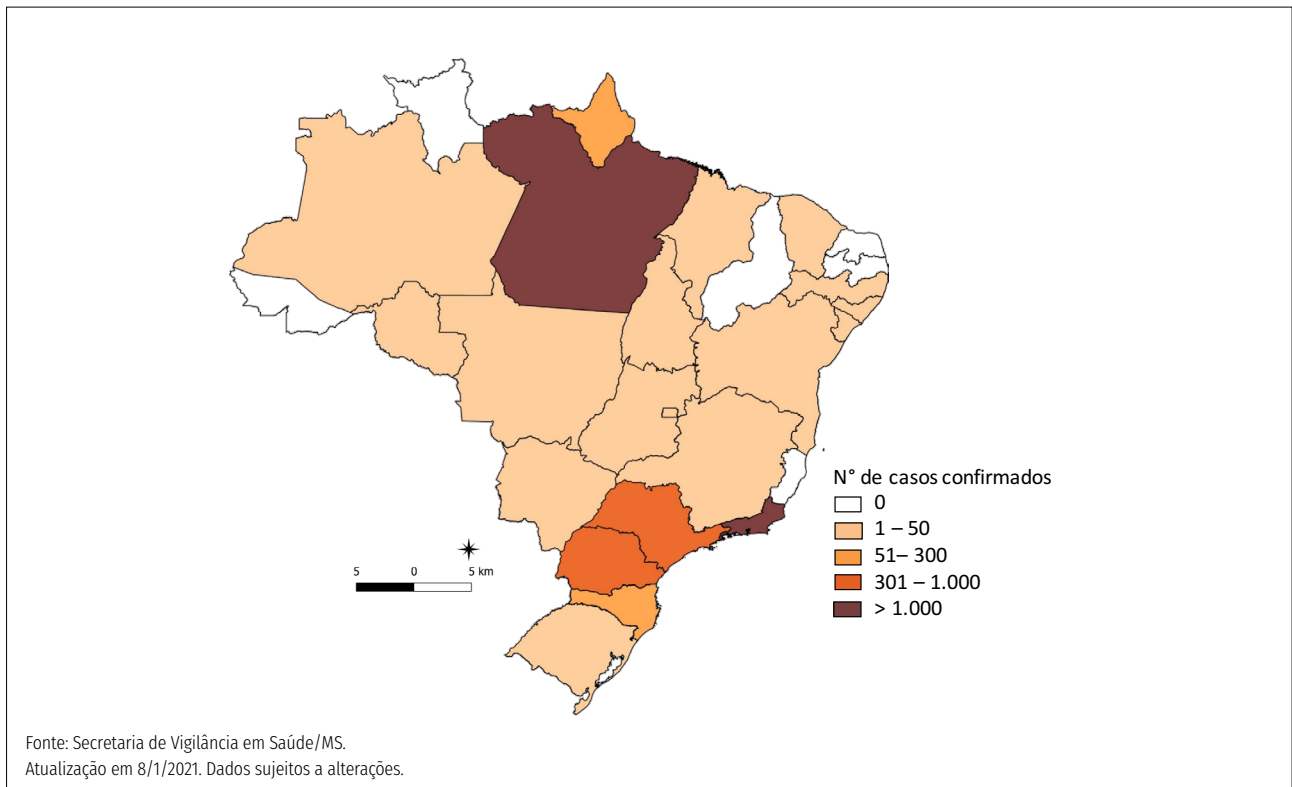 N° de casos confirmados
0
1 – 50
51– 300
301 – 1.000
> 1.000
5 0 5 km
Fonte: Secretaria de Vigilância em Saúde/MS.
Atualização em 8/1/2021. Dados sujeitos a alterações.